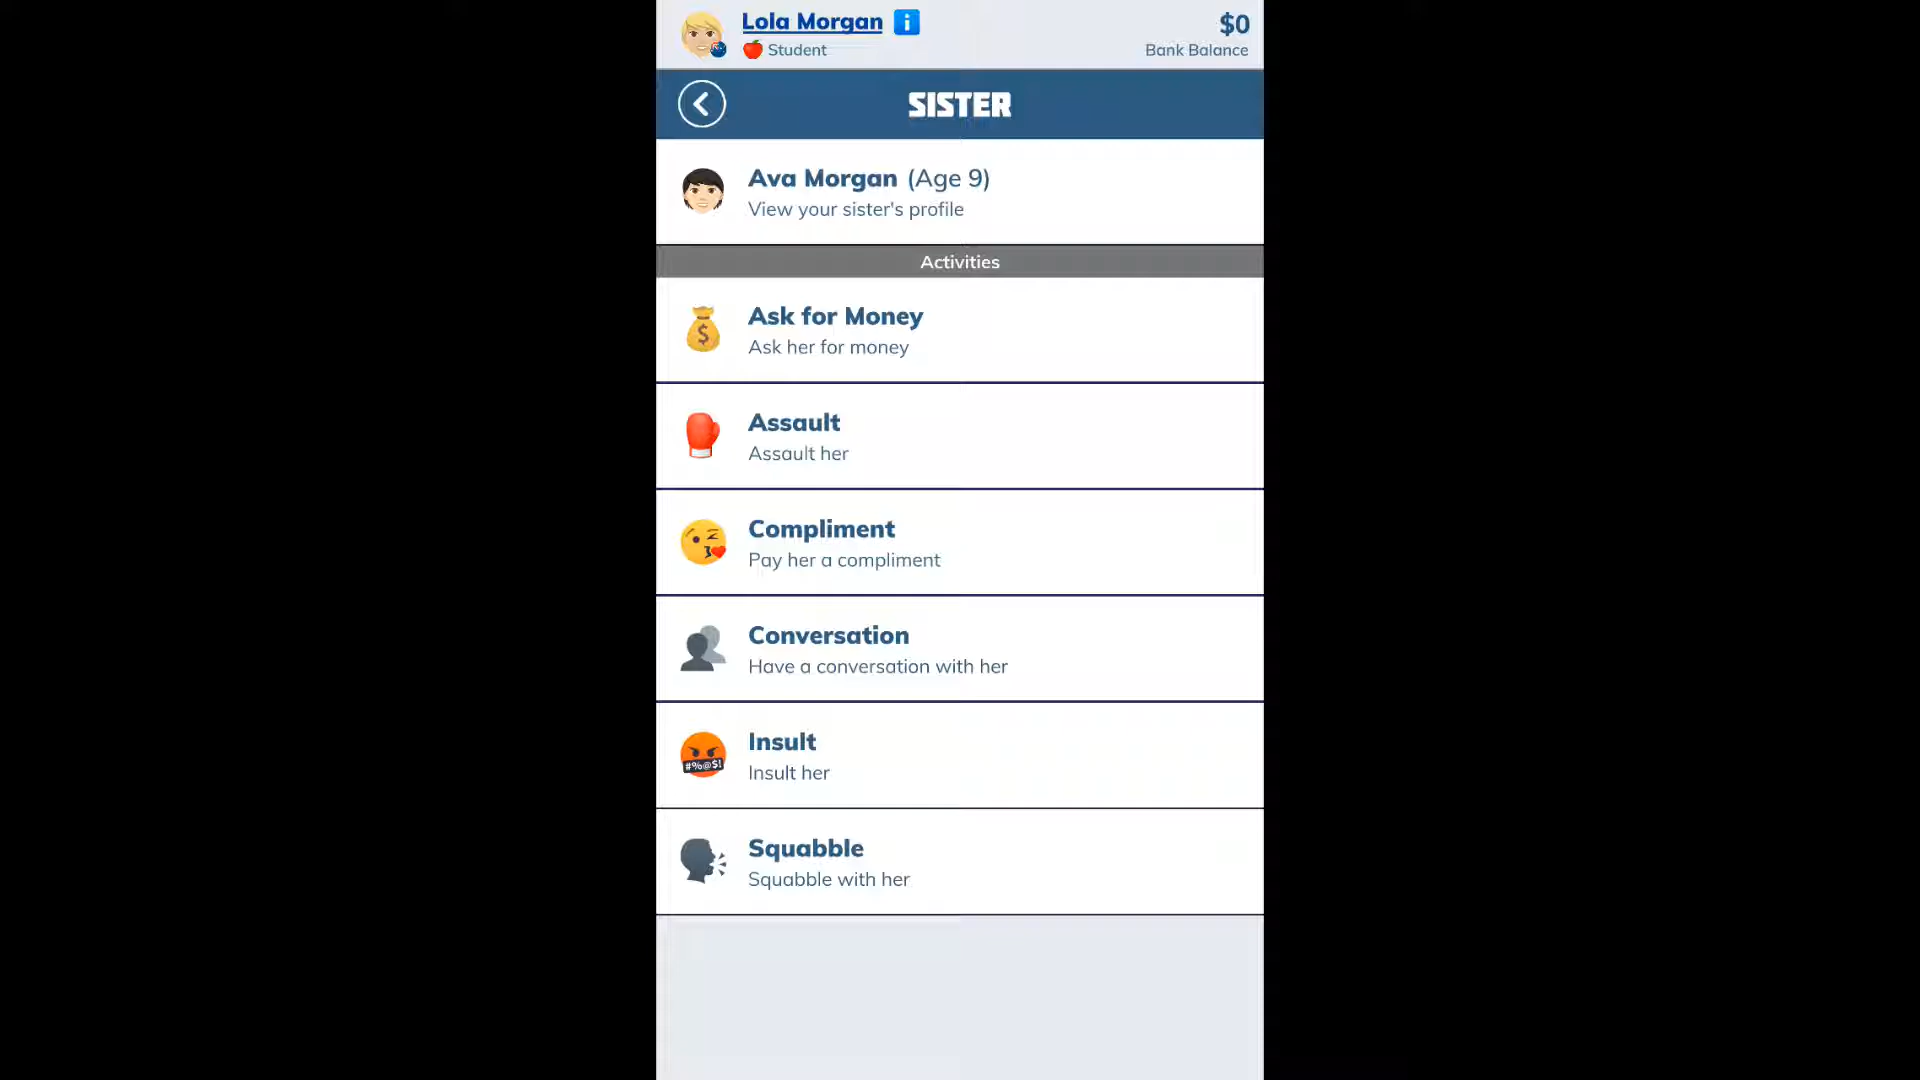 Lola Morgan
Student
$0
Bank Balance
SISTER
Ava Morgan (Age 9)
View your sister's profile
Activities
Ask for Money
Ask her for money
Assault
Assault her
Compliment
Pay her a compliment
Conversation
Have a conversation with her
#%@$!
Insult
Insult her
Squabble
Squabble with her